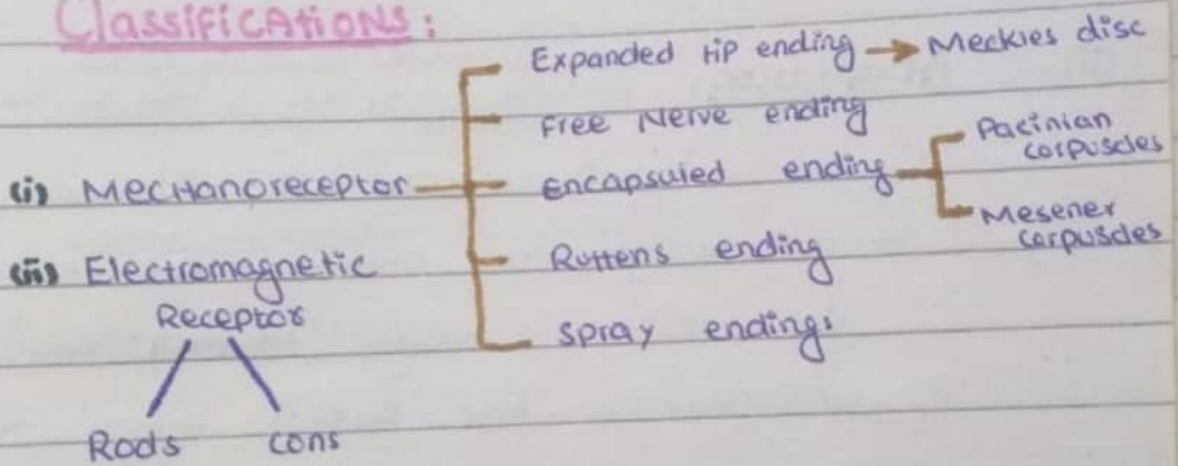 Classifications:
Expanded tip ending → Meckles disc
Free Nerve ending
Pacinian
corpuscles
(i) Mechanoreceptor
Encapsuled ending
Mesener
corpuscles
(ii) Electromagnetic
Receptor
Ruttens ending
Spray endings
Rods cons